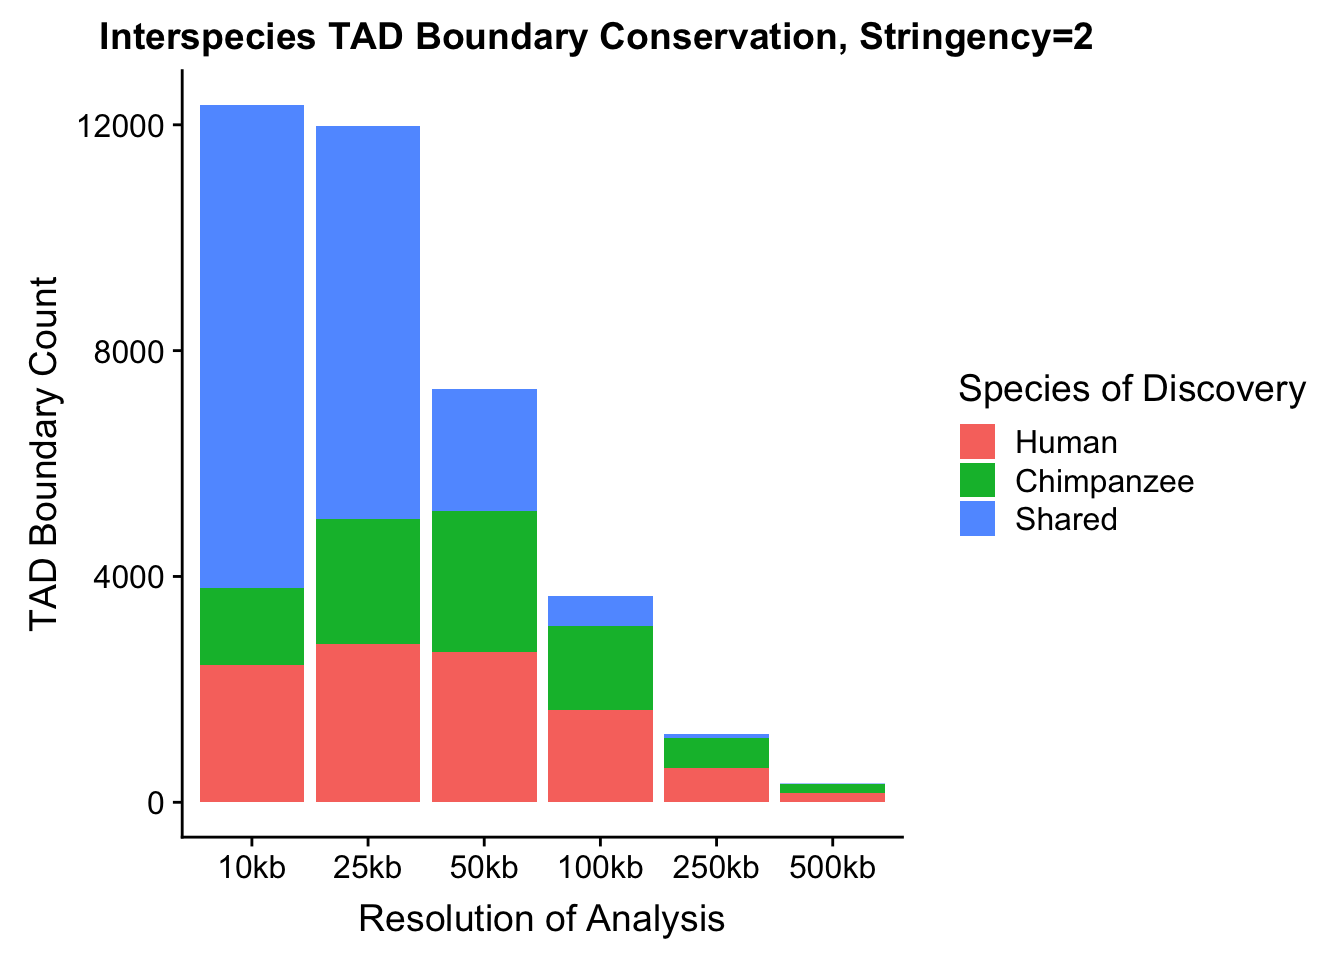 Interspecies TAD Boundary Conservation, Stringency=2
TAD Boundary Count
12000
8000
4000
0
10kb 25kb 50kb 100kb 250kb 500kb
Resolution of Analysis
Species of Discovery
Human
Chimpanzee
Shared